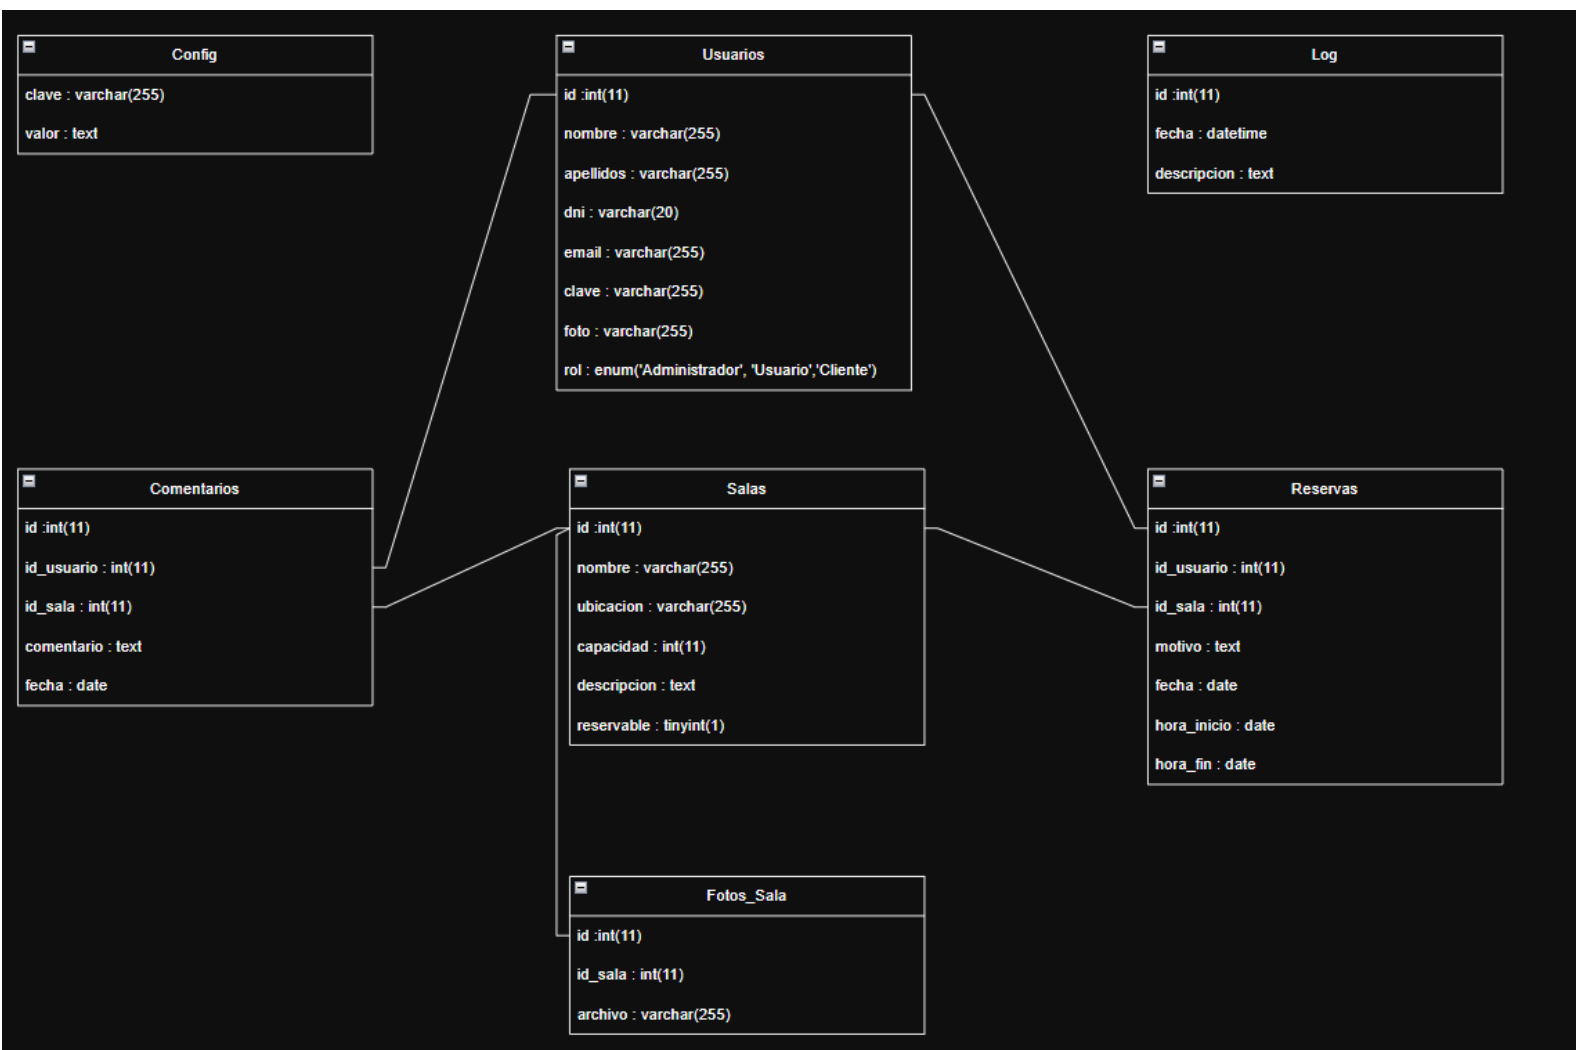 Config
clave : varchar(255)
valor : text
Usuarios
id :int(11)
nombre : varchar(255)
apellidos : varchar(255)
dni : varchar(20)
email : varchar(255)
clave : varchar(255)
foto : varchar(255)
rol : enum('Administrador', 'Usuario','Cliente')
Log
id :int(11)
fecha : datetime
descripcion : text
Comentarios
id :int(11)
id_usuario : int(11)
id_sala : int(11)
comentario : text
fecha : date
Salas
id :int(11)
nombre : varchar(255)
ubicacion : varchar(255)
capacidad : int(11)
descripcion : text
reservable : tinyint(1)
Reservas
id :int(11)
id_usuario : int(11)
id_sala : int(11)
motivo : text
fecha : date
hora_inicio : date
hora_fin : date
Fotos_Sala
id :int(11)
id_sala : int(11)
archivo : varchar(255)